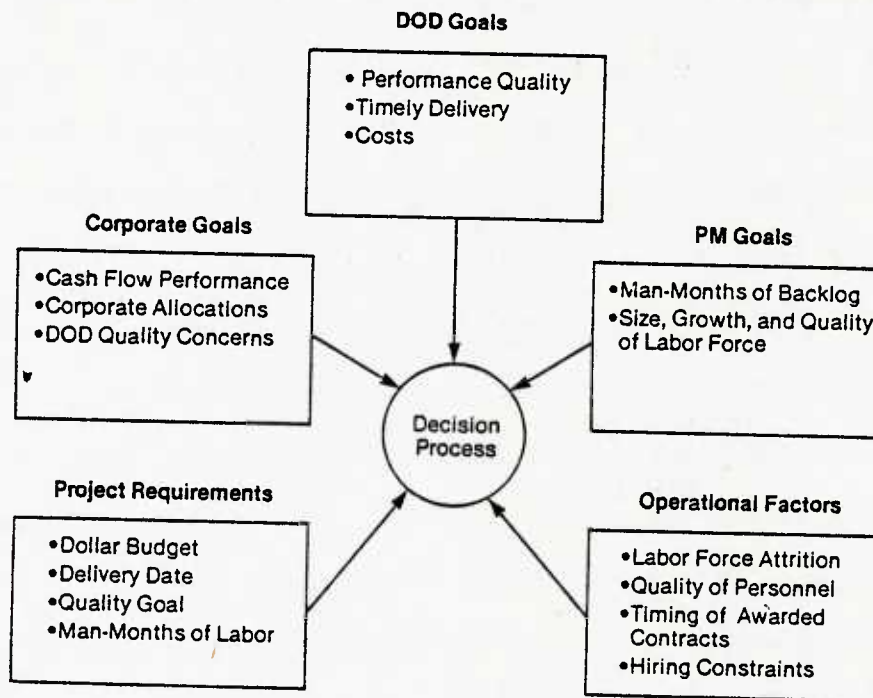 DOD Goals
•Performance Quality
•Timely Delivery
•Costs
Corporate Goals
•Cash Flow Performance
•Corporate Allocations
•DOD Quality Concerns
PM Goals
•Man-Months of Backlog
•Size, Growth, and Quality
of Labor Force
Decision
Process
Project Requirements
•Dollar Budget
•Delivery Date
•Quality Goal
•Man-Months of Labor
Operational Factors
•Labor Force Attrition
•Quality of Personnel
•Timing of Awarded
Contracts
•Hiring Constraints